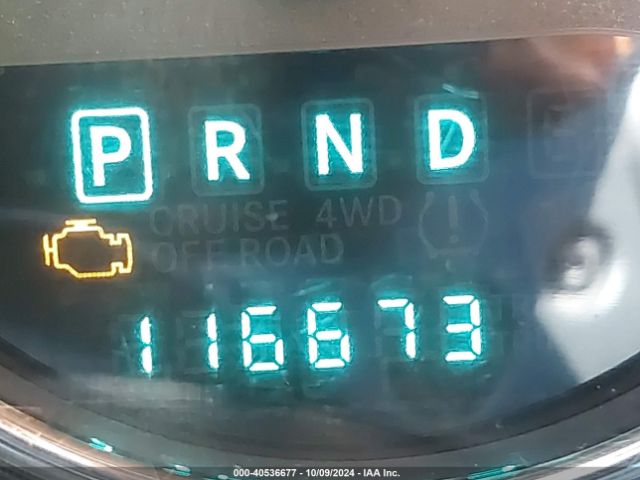 P R N D
CRUISE 4WD
OFF ROAD
116673
000-40536677 - 10/09/2024 - IAA Inc.